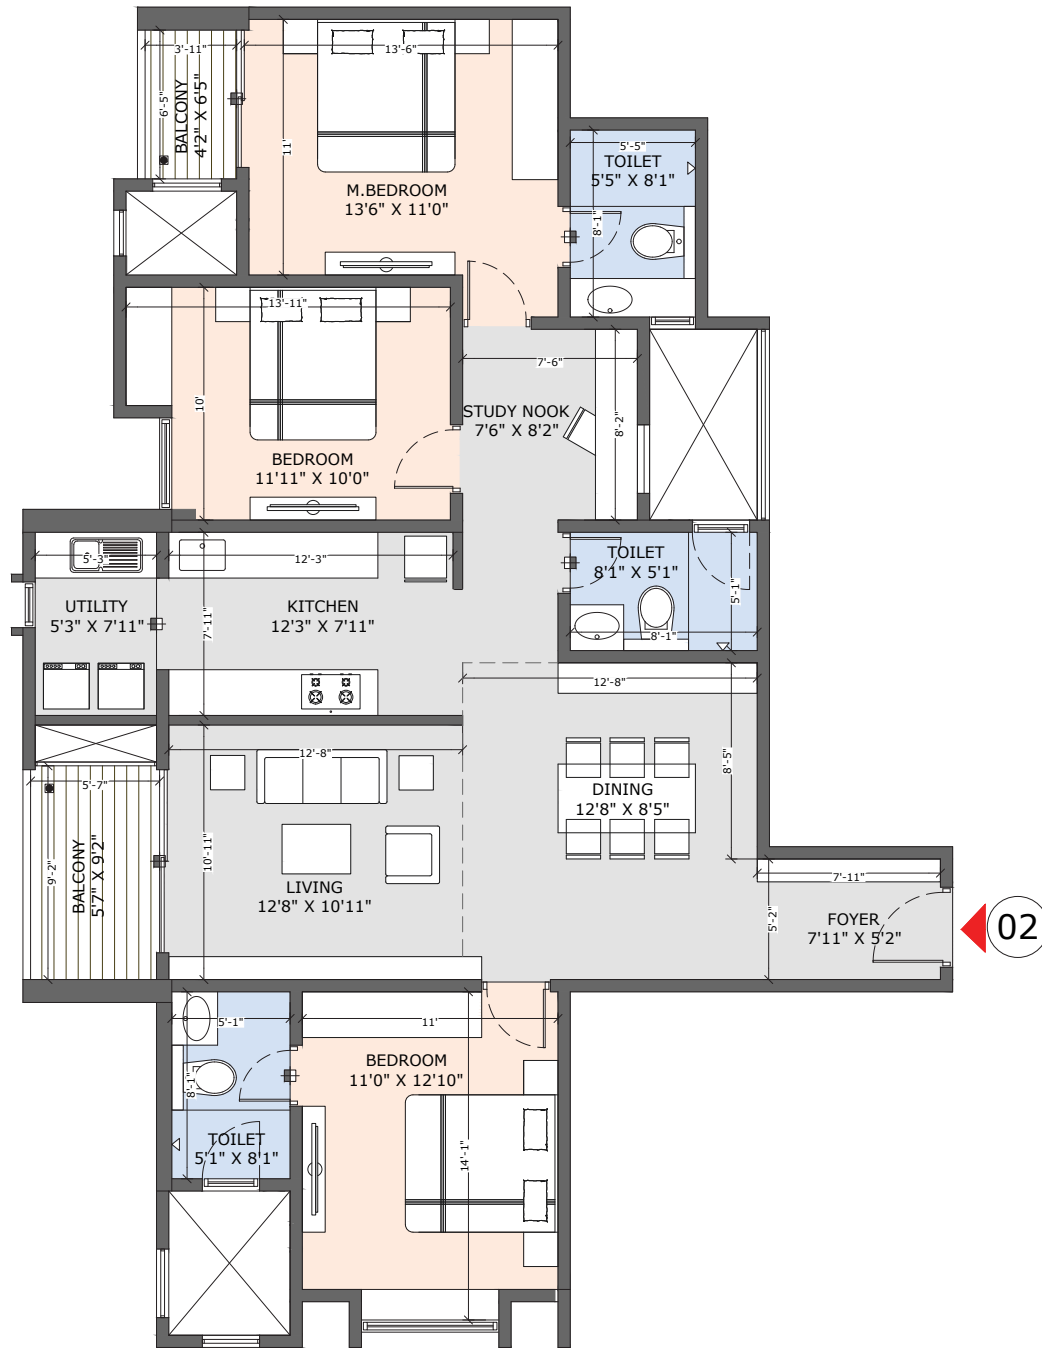 3'-11"
13'-6"
6'-5"
BALCONY
4'2" X 6'5"
11'
M.BEDROOM
13'6" X 11'0"
5'-5"
TOILET
5'5" X 8'1"
8'-1"
13'-11"
10'
BEDROOM
11'11" X 10'0"
7'-6"
STUDY NOOK
7'6" X 8'2"
8'-2"
5'-3"
UTILITY
5'3" X 7'11"
12'-3"
KITCHEN
12'3" X 7'11"
7'-11"
TOILET
8'1" X 5'1"
5'-1"
8'-1"
12'-8"
12'-8"
8'-5"
DINING
12'8" X 8'5"
5'-7"
9'-2"
BALCONY
5'7" X 9'2"
10'-11"
LIVING
12'8" X 10'11"
7'-11"
5'-2"
FOYER
7'11" X 5'2"
02
5'-1"
8'-1"
TOILET
5'1" X 8'1"
11'
BEDROOM
11'0" X 12'10"
14'-1"